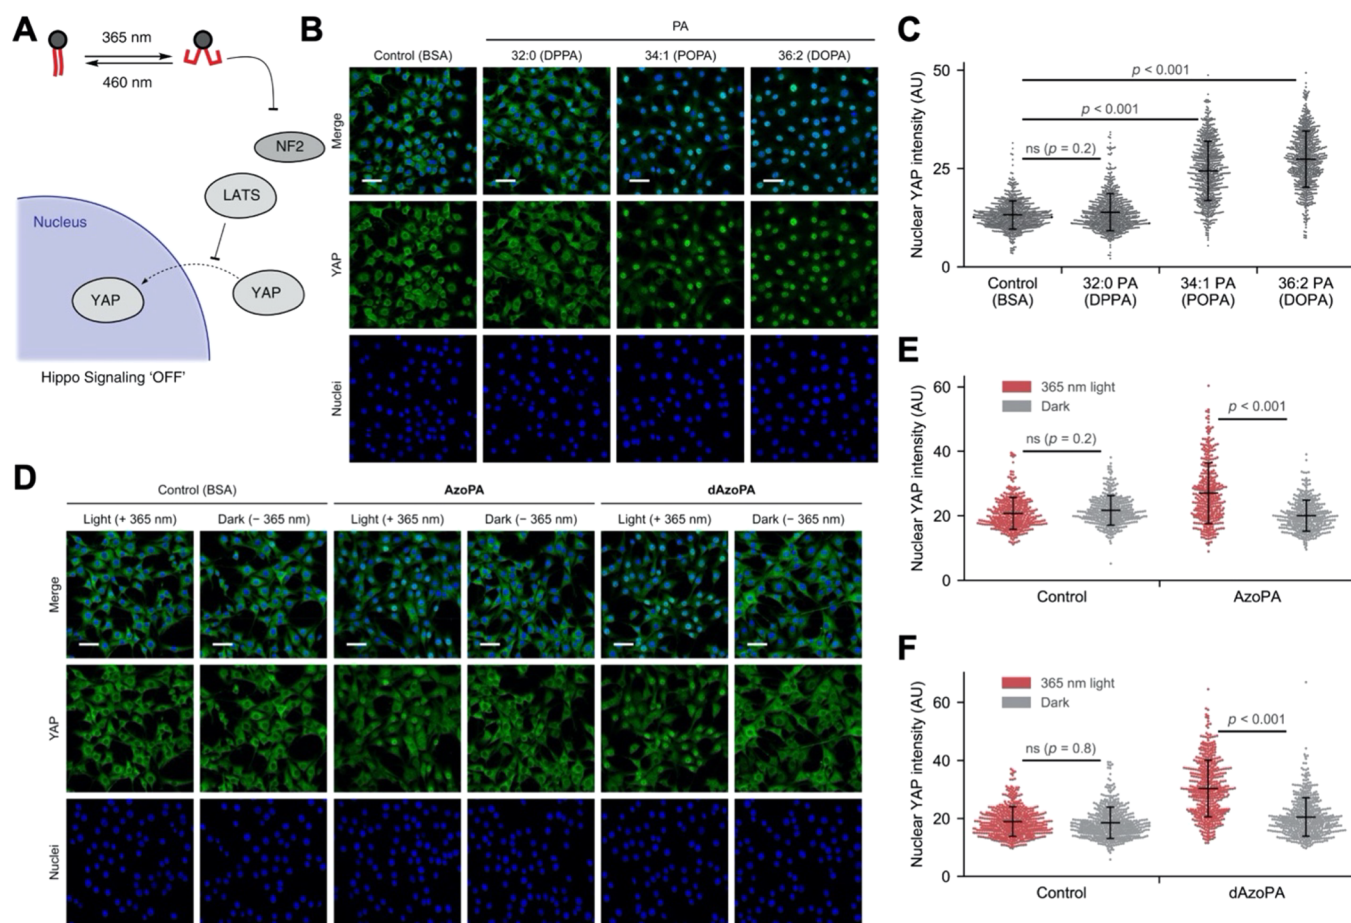 A
365 nm
460 nm
NF2
LATS
Nucleus
YAP
YAP
Hippo Signaling ‘OFF’
B
PA
Control (BSA)
32:0 (DPPA)
34:1 (POPA)
36:2 (DOPA)
Merge
YAP
Nuclei
C
Nuclear YAP intensity (AU)
50
25
0
p < 0.001
p < 0.001
ns (p = 0.2)
Control
(BSA)
32:0 PA
(DPPA)
34:1 PA
(POPA)
36:2 PA
(DOPA)
D
Control (BSA)
AzoPA
dAzoPA
Light (+ 365 nm)
Dark (− 365 nm)
Light (+ 365 nm)
Dark (− 365 nm)
Light (+ 365 nm)
Dark (− 365 nm)
Merge
YAP
Nuclei
E
Nuclear YAP intensity (AU)
60
40
20
0
365 nm light
Dark
ns (p = 0.2)
p < 0.001
Control
AzoPA
F
Nuclear YAP intensity (AU)
60
40
20
0
365 nm light
Dark
ns (p = 0.8)
p < 0.001
Control
dAzoPA